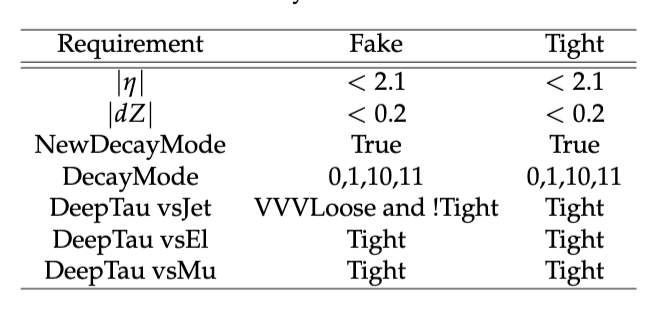 Requirement Fake Tight
|η| < 2.1 < 2.1
|dZ| < 0.2 < 0.2
NewDecayMode True True
DecayMode 0,1,10,11 0,1,10,11
DeepTau vsJet VVVLoose and !Tight Tight
DeepTau vsEl Tight Tight
DeepTau vsMu Tight Tight